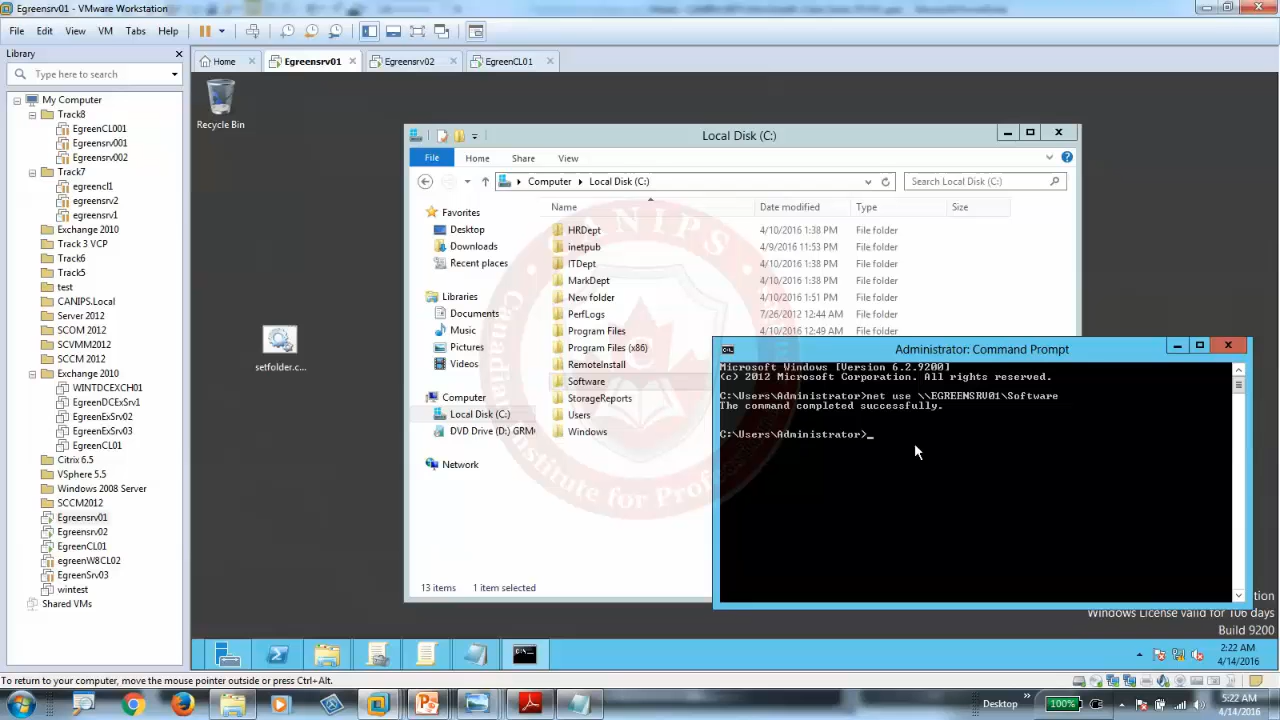 Egreensrv01 - VMware Workstation
File Edit View VM Tabs Help
Library
Type here to search
My Computer
Track8
EgreenCL001
Egreensrv001
Egreensrv002
Track7
egreencl1
egreensrv2
egreensrv1
Exchange 2010
Track 3 VCP
Track6
Track5
test
CANIPS.Local
Server 2012
SCOM 2012
SCVMM2012
SCCM 2012
Exchange 2010
WINTDCEXCH01
EgreenDCExSrv1
EgreenExSrv02
EgreenExSrv03
EgreenCL01
Citrix 6.5
VSphere 5.5
Windows 2008 Server
SCCM2012
Egreensrv01
Egreensrv02
EgreenCL01
egreenW8CL02
EgreenSrv03
wintest
Shared VMs
Home Egreensrv01 Egreensrv02 EgreenCL01
Recycle Bin
setfolder.c...
Local Disk (C:)
File Home Share View
Computer Local Disk (C:) Search Local Disk (C:)
Favorites
Desktop
Downloads
Recent places
Libraries
Documents
Music
Pictures
Videos
Computer
Local Disk (C:)
DVD Drive (D:) GRM
Network
Name Date modified Type Size
HRDept 4/10/2016 1:38 PM File folder
inetpub 4/9/2016 11:53 PM File folder
ITDept 4/10/2016 1:38 PM File folder
MarkDept 4/10/2016 1:38 PM File folder
New folder 4/10/2016 1:51 PM File folder
PerfLogs 7/26/2012 12:44 AM File folder
Program Files 4/10/2016 12:49 AM File folder
Program Files (x86)
RemoteInstall
Software
StorageReports
Users
Windows
13 items 1 item selected
CANIPS
Canadian Institute for
Administrator: Command Prompt
Microsoft Windows [Version 6.2.9200]
(c) 2012 Microsoft Corporation. All rights reserved.
C:\Users\Administrator>net use \\EGREENSRV01\Software
The command completed successfully.
C:\Users\Administrator>_
Windows License valid for 106 days
Build 9200
2:22 AM
4/14/2016
To return to your computer, move the mouse pointer outside or press Ctrl+Alt.
Desktop 100% 5:22 AM
4/14/2016